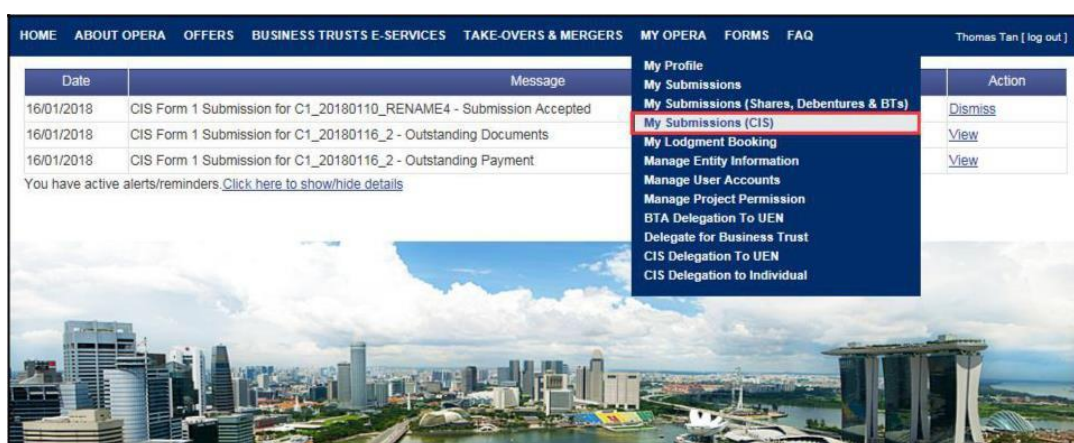 HOME ABOUT OPERA OFFERS BUSINESS TRUSTS E-SERVICES TAKE-OVERS & MERGERS MY OPERA FORMS FAQ Thomas Tan [ log out ]
My Profile
My Submissions
My Submissions (Shares, Debentures & BTs)
My Submissions (CIS)
My Lodgment Booking
Manage Entity Information
Manage User Accounts
Manage Project Permission
BTA Delegation To UEN
Delegate for Business Trust
CIS Delegation To UEN
CIS Delegation to Individual
Date Message Action
16/01/2018 CIS Form 1 Submission for C1_20180110_RENAME4 - Submission Accepted Dismiss
16/01/2018 CIS Form 1 Submission for C1_20180116_2 - Outstanding Documents View
16/01/2018 CIS Form 1 Submission for C1_20180116_2 - Outstanding Payment View
You have active alerts/reminders.Click here to show/hide details